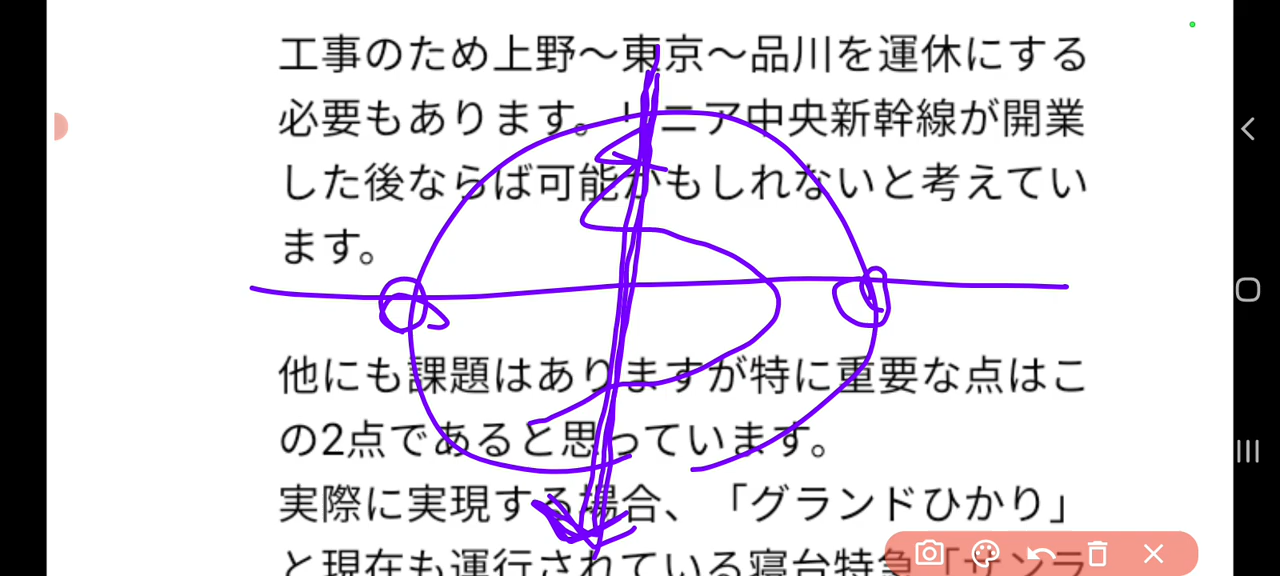 工事のため上野〜東京〜品川を運休にする
必要もあります。リニア中央新幹線が開業
した後ならば可能かもしれないと考えてい
ます。
他にも課題はありますが特に重要な点はこ
の2点であると思っています。
実際に実現する場合、「グランドひかり」
と現在も運行されている寝台特急「サンラ